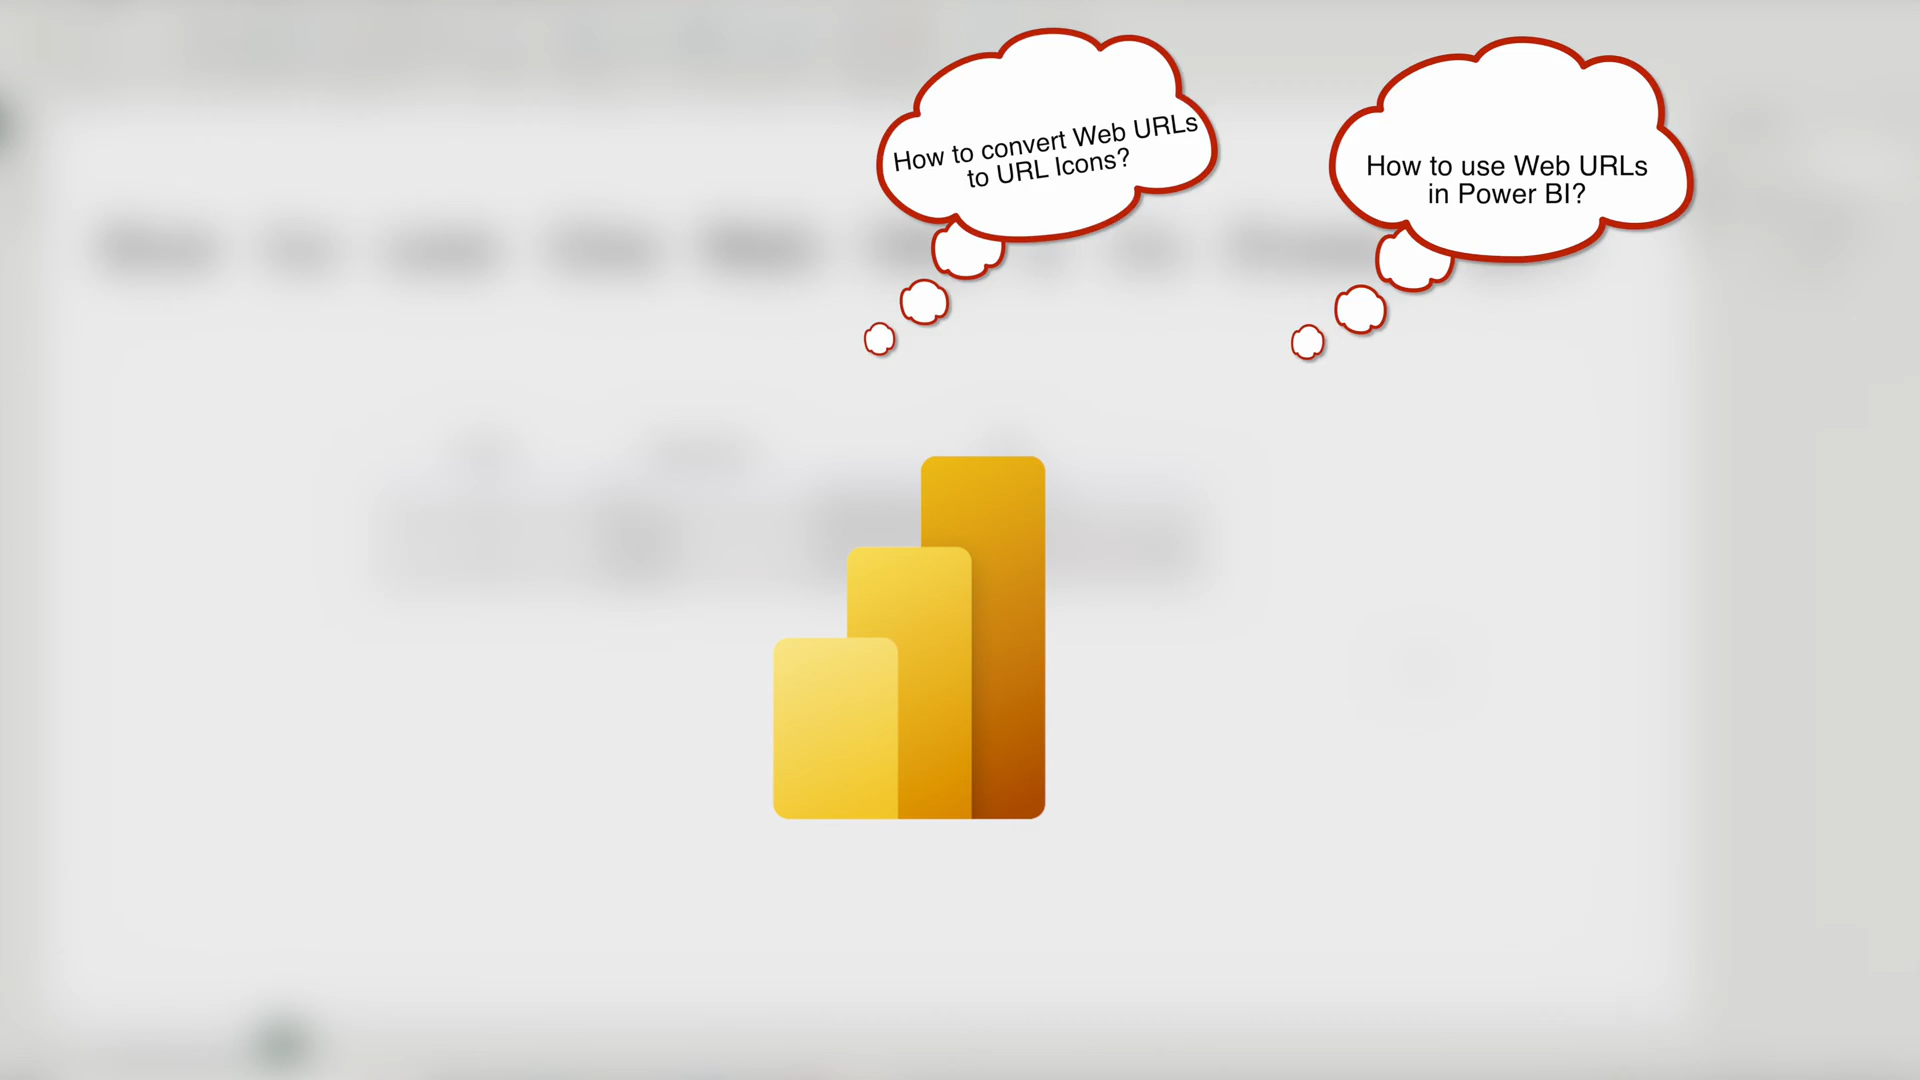 How to convert Web URLs
to URL Icons?
How to use Web URLs
in Power BI?